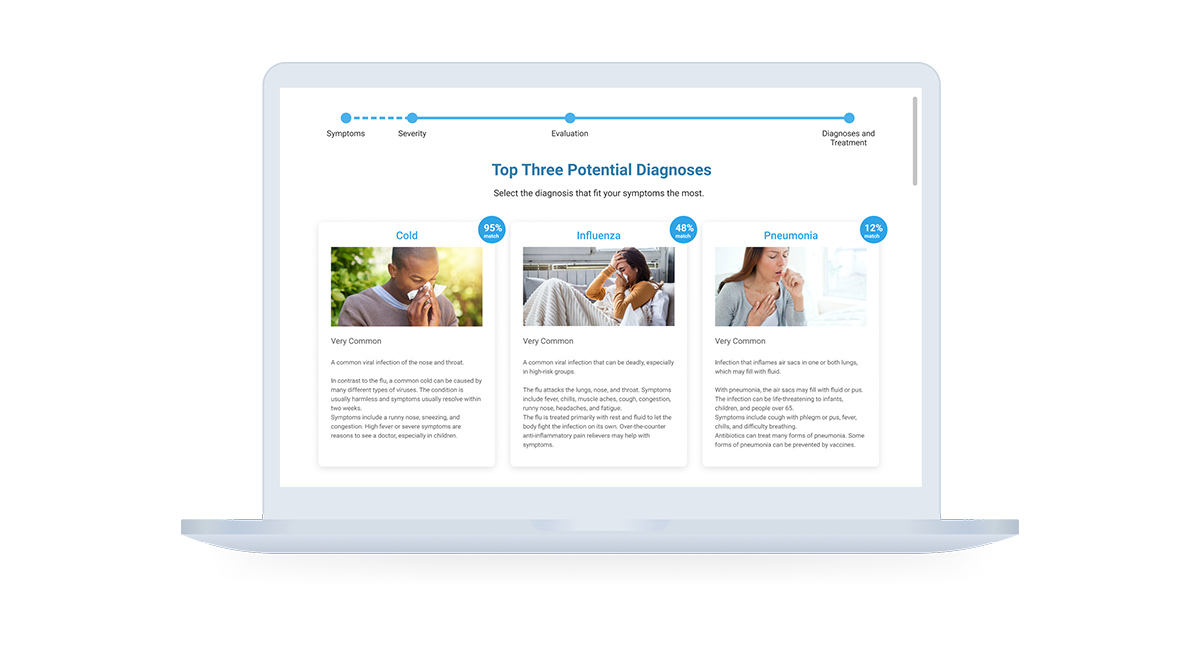 Symptoms
Severity
Evaluation
Diagnoses and
Treatment
Top Three Potential Diagnoses
Select the diagnosis that fit your symptoms the most.
Cold
95%
match
Very Common
A common viral infection of the nose and throat.
In contrast to the flu, a common cold can be caused by
many different types of viruses. The condition is
usually harmless and symptoms usually resolve within
two weeks.
Symptoms include a runny nose, sneezing, and
congestion. High fever or severe symptoms are
reasons to see a doctor, especially in children.
Influenza
48%
match
Very Common
A common viral infection that can be deadly, especially
in high-risk groups.
The flu attacks the lungs, nose, and throat. Symptoms
include fever, chills, muscle aches, cough, congestion,
runny nose, headaches, and fatigue.
The flu is treated primarily with rest and fluid to let the
body fight the infection on its own. Over-the-counter
anti-inflammatory pain relievers may help with
symptoms.
Pneumonia
12%
match
Very Common
Infection that inflames air sacs in one or both lungs,
which may fill with fluid.
With pneumonia, the air sacs may fill with fluid or pus.
The infection can be life-threatening to infants,
children, and people over 65.
Symptoms include cough with phlegm or pus, fever,
chills, and difficulty breathing.
Antibiotics can treat many forms of pneumonia. Some
forms of pneumonia can be prevented by vaccines.